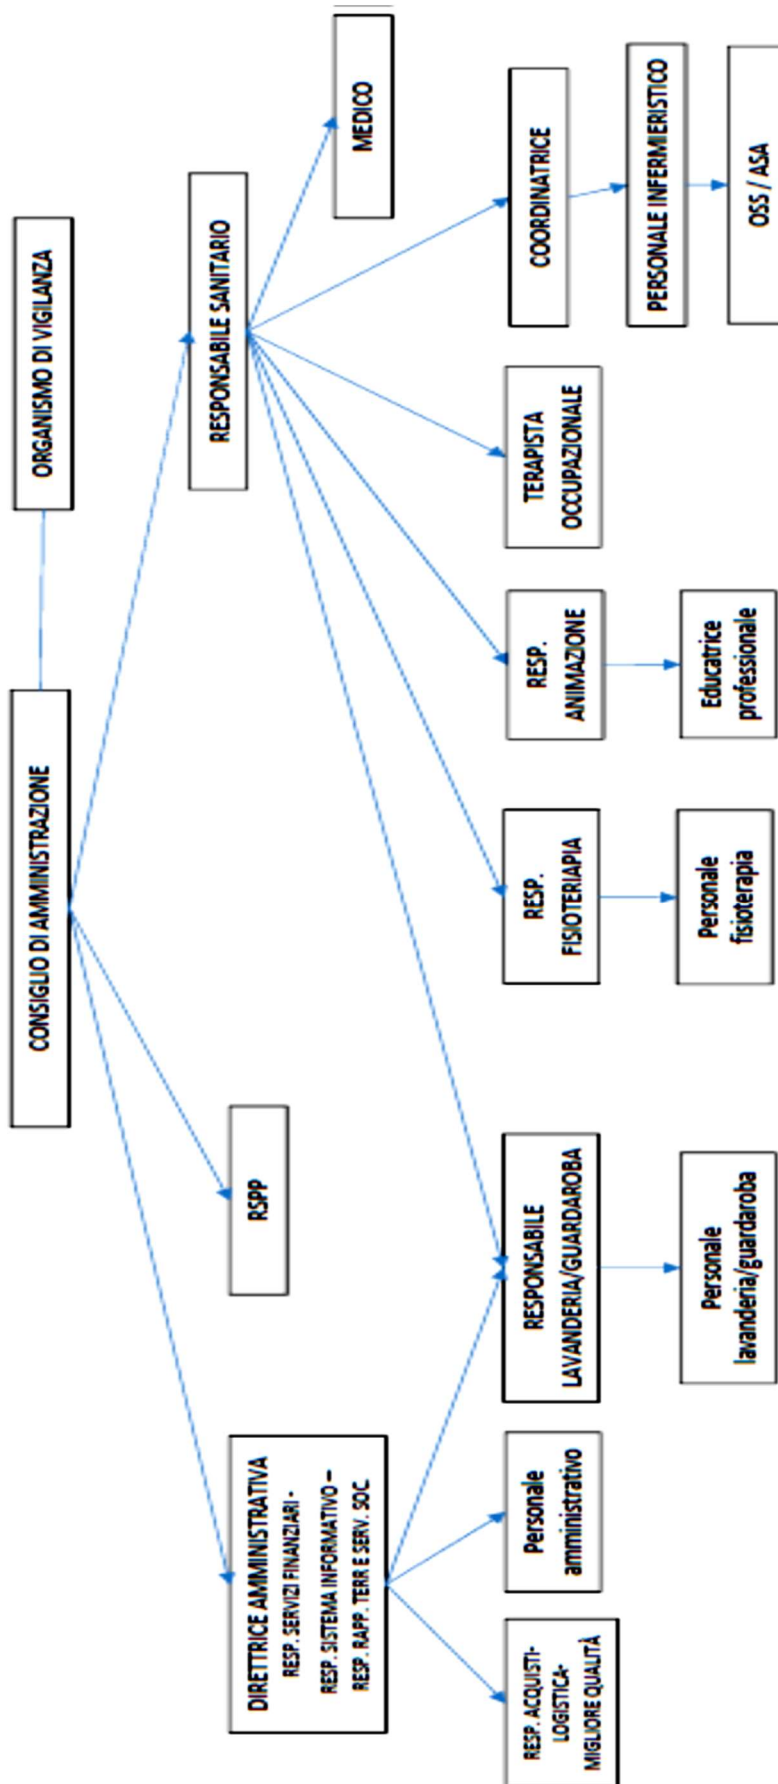 CONSIGLIO DI AMMINISTRAZIONE
ORGANISMO DI VIGILANZA
DIRETTRICE AMMINISTRATIVA
RESP. SERVIZI FINANZIARI -
RESP. SISTEMA INFORMATIVO –
RESP. RAPP. TERR E SERV. SOC.
RSPP
RESPONSABILE SANITARIO
MEDICO
RESP. ACQUISTI-
LOGISTICA-
MIGLIORE QUALITÀ
Personale
amministrativo
RESPONSABILE
LAVANDERIA/GUARDAROBA
RESP.
FISIOTERIAPIA
RESP.
ANIMAZIONE
TERAPISTA
OCCUPAZIONALE
COORDINATRICE
Personale
lavanderia/guardaroba
Personale
fisioterapia
Educatrice
professionale
PERSONALE INFERMIERISTICO
OSS / ASA